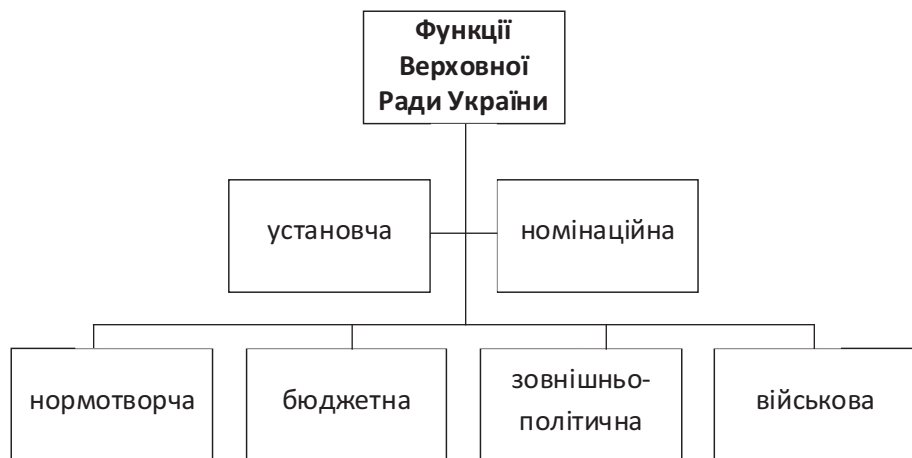 Функції
Верховної
Ради України
установча
номінаційна
нормотворча
бюджетна
зовнішньо-
політична
військова